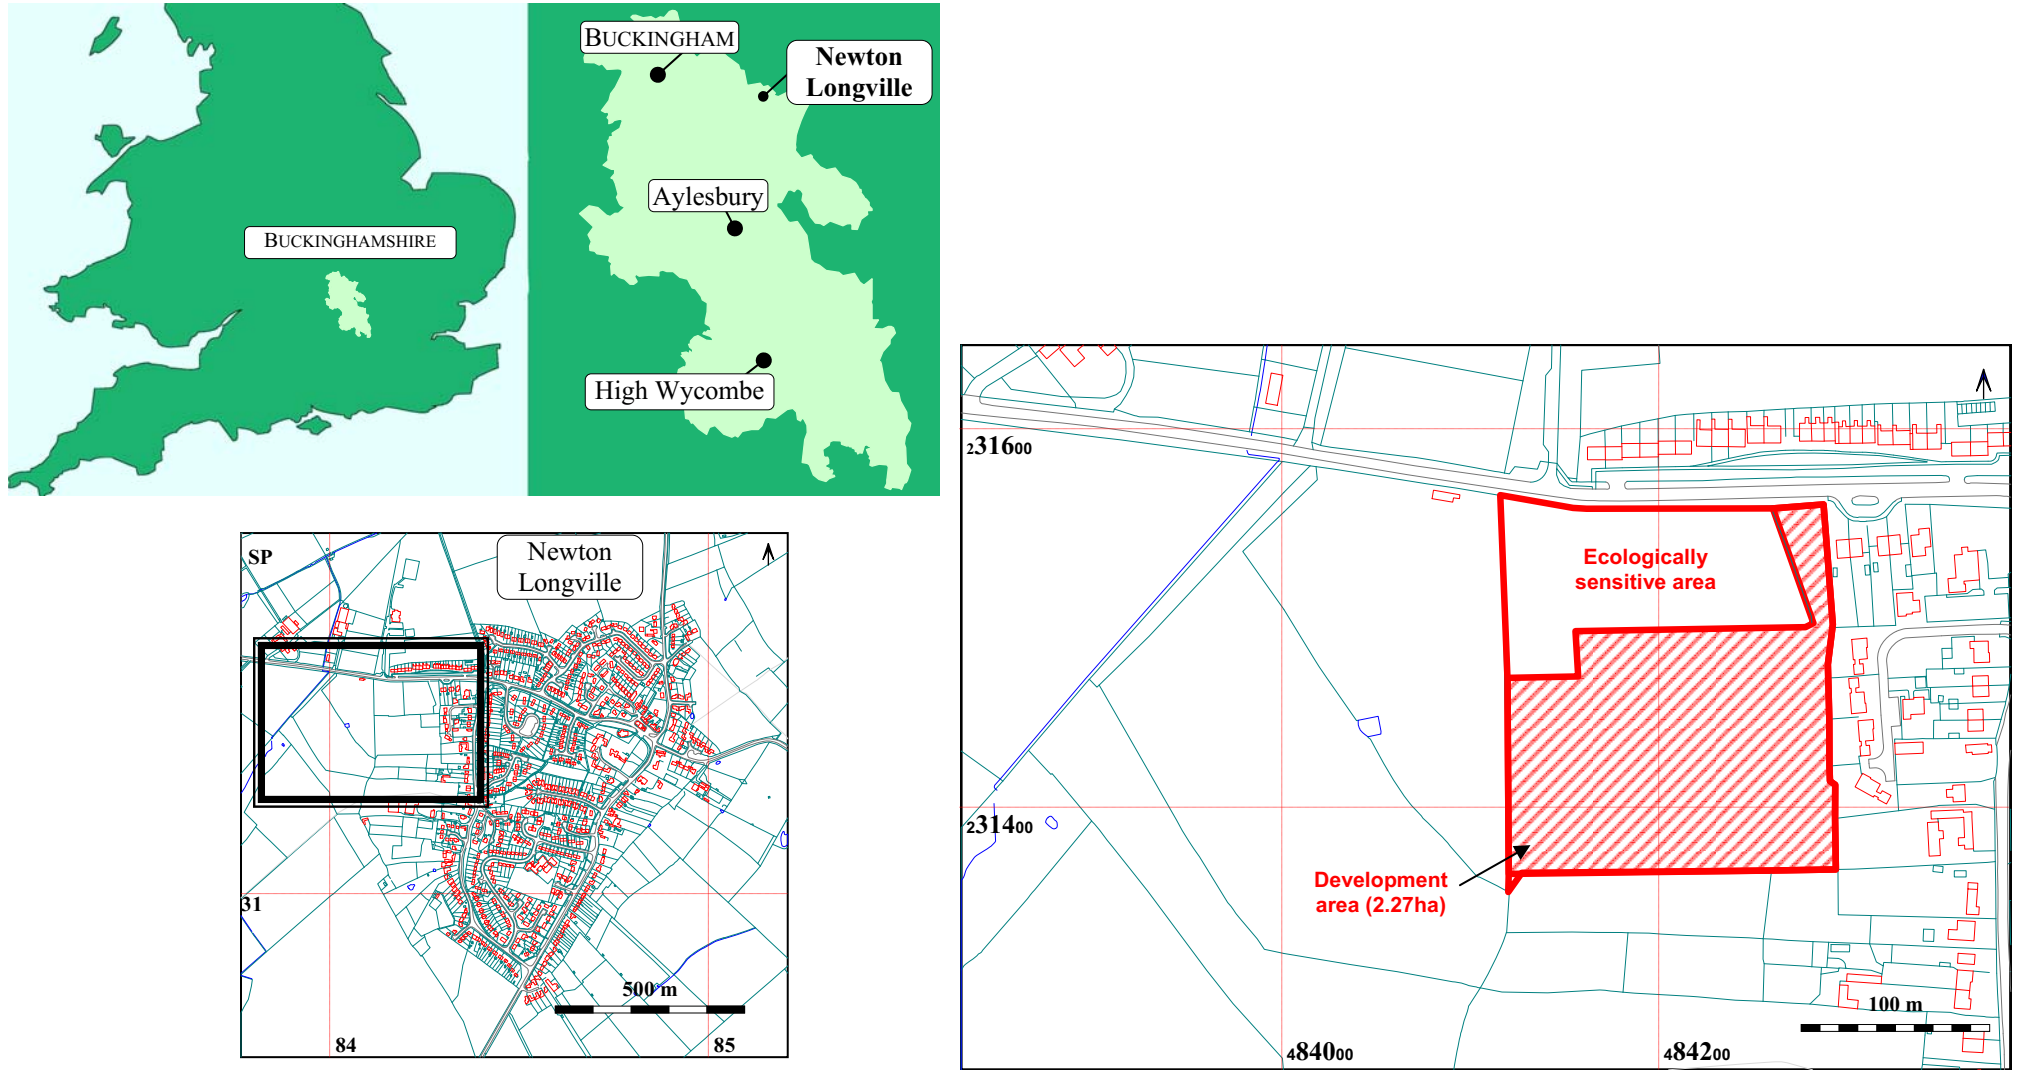 BUCKINGHAMSHIRE
BUCKINGHAM
Newton
Longville
Aylesbury
High Wycombe
SP
Newton
Longville
31
500 m
84
85
231600
Ecologically
sensitive area
231400
Development
area (2.27ha)
100 m
484000
484200